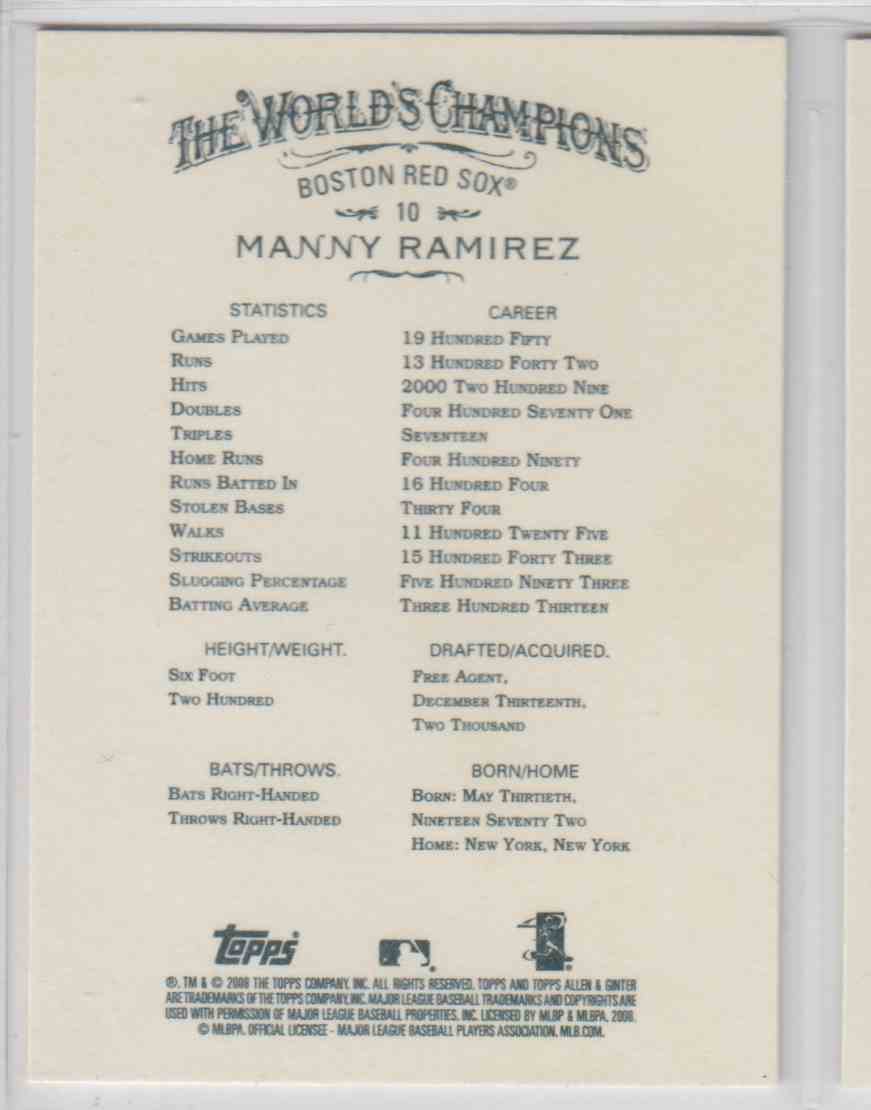 THE WORLD'S CHAMPIONS
BOSTON RED SOX®
10
MANNY RAMIREZ
STATISTICS CAREER
GAMES PLAYED 19 HUNDRED FIFTY
RUNS 13 HUNDRED FORTY TWO
HITS 2000 TWO HUNDRED NINE
DOUBLES FOUR HUNDRED SEVENTY ONE
TRIPLES SEVENTEEN
HOME RUNS FOUR HUNDRED NINETY
RUNS BATTED IN 16 HUNDRED FOUR
STOLEN BASES THIRTY FOUR
WALKS 11 HUNDRED TWENTY FIVE
STRIKEOUTS 15 HUNDRED FORTY THREE
SLUGGING PERCENTAGE FIVE HUNDRED NINETY THREE
BATTING AVERAGE THREE HUNDRED THIRTEEN
HEIGHT/WEIGHT. DRAFTED/ACQUIRED.
SIX FOOT FREE AGENT,
TWO HUNDRED DECEMBER THIRTEENTH,
TWO THOUSAND
BATS/THROWS. BORN/HOME
BATS RIGHT-HANDED BORN: MAY THIRTIETH,
THROWS RIGHT-HANDED NINETEEN SEVENTY TWO
HOME: NEW YORK, NEW YORK
topps
®, TM & © 2008 THE TOPPS COMPANY, INC. ALL RIGHTS RESERVED. TOPPS AND TOPPS ALLEN & GINTER
ARE TRADEMARKS OF THE TOPPS COMPANY, INC. MAJOR LEAGUE BASEBALL TRADEMARKS AND COPYRIGHTS ARE
USED WITH PERMISSION OF MAJOR LEAGUE BASEBALL PROPERTIES, INC. LICENSED BY MLBP & MLBPA, 2008.
© MLBPA. OFFICIAL LICENSEE - MAJOR LEAGUE BASEBALL PLAYERS ASSOCIATION. MLB.COM.